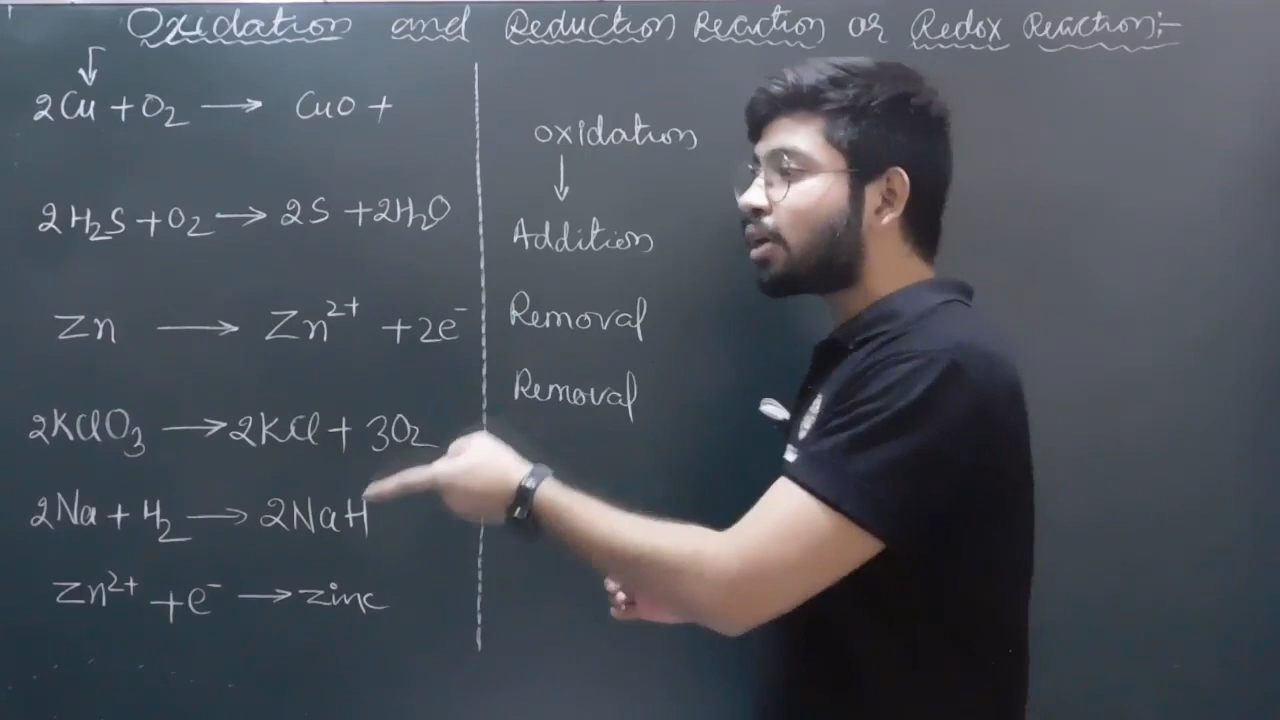 Oxidation and Reduction Reaction or Redox Reaction:-
2Cu + O2 → CuO +
2H2S + O2 → 2S + 2H2O
Zn → Zn²⁺ + 2e⁻
2KClO3 → 2KCl + 3O2
2Na + H2 → 2NaH
Zn²⁺ + e⁻ → zinc
oxidation
↓
Addition
Removal
Removal